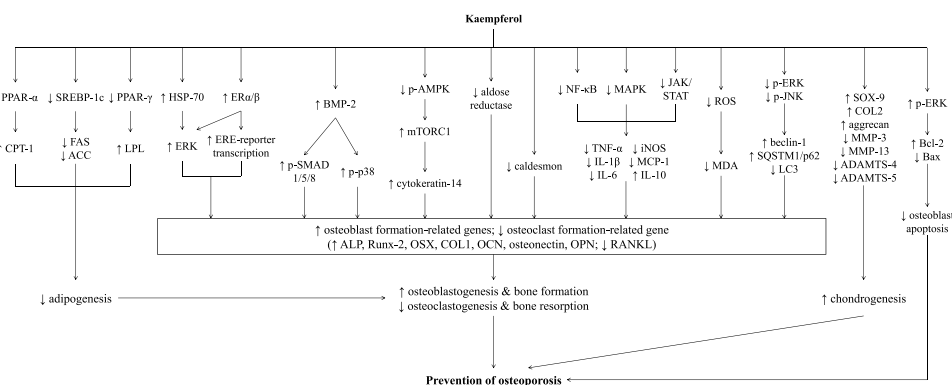 Kaempferol
PPAR-α
↓ SREBP-1c
↓ PPAR-γ
↑ HSP-70
↑ ERα/β
↑ BMP-2
↓ p-AMPK
↓ aldose
reductase
↓ NF-κB
↓ MAPK
↓ JAK/
STAT
↓ ROS
↓ p-ERK
↓ p-JNK
↑ SOX-9
↑ COL2
↑ aggrecan
↓ MMP-3
↓ MMP-13
↓ ADAMTS-4
↓ ADAMTS-5
↑ p-ERK
↑ CPT-1
↓ FAS
↓ ACC
↑ LPL
↑ ERK
↑ ERE-reporter
transcription
↑ p-SMAD
1/5/8
↑ p-p38
↑ mTORC1
↑ cytokeratin-14
↓ caldesmon
↓ TNF-α
↓ IL-1β
↓ IL-6
↓ iNOS
↓ MCP-1
↑ IL-10
↓ MDA
↑ beclin-1
↑ SQSTM1/p62
↓ LC3
↑ Bcl-2
↓ Bax
↓ osteoblast
apoptosis
↑ osteoblast formation-related genes; ↓ osteoclast formation-related gene
(↑ ALP, Runx-2, OSX, COL1, OCN, osteonectin, OPN; ↓ RANKL)
↓ adipogenesis
↑ osteoblastogenesis & bone formation
↓ osteoclastogenesis & bone resorption
↑ chondrogenesis
Prevention of osteoporosis